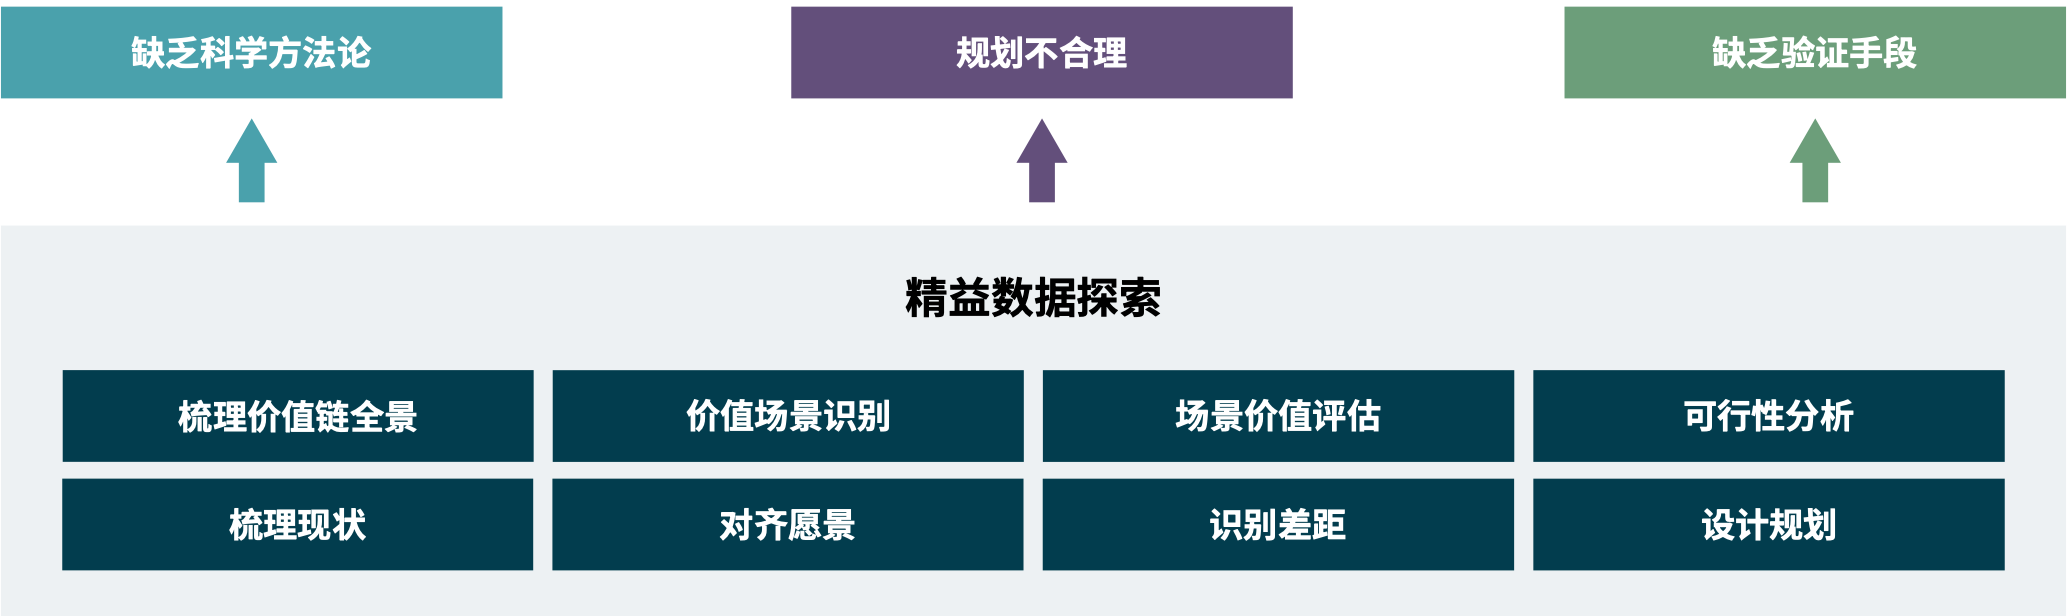 缺乏科学方法论
规划不合理
缺乏验证手段
精益数据探索
梳理价值链全景
价值场景识别
场景价值评估
可行性分析
梳理现状
对齐愿景
识别差距
设计规划